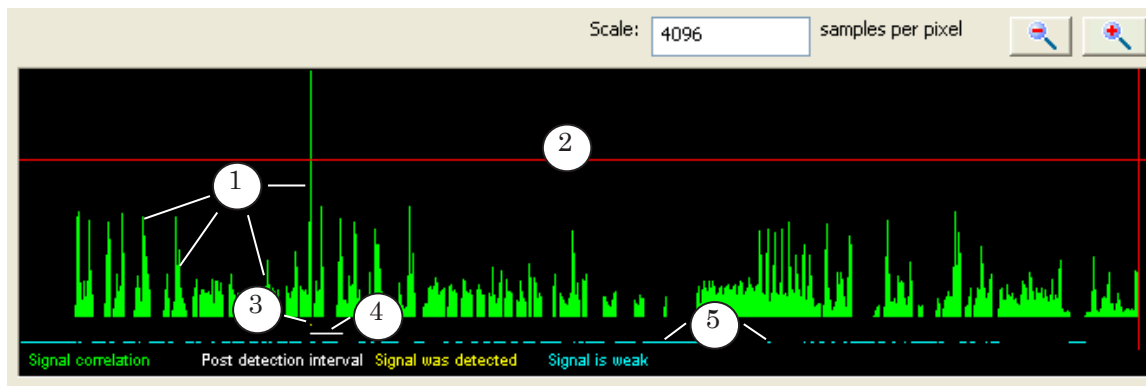 Scale: 4096 samples per pixel
2
1
3
4
5
Signal correlation Post detection interval Signal was detected Signal is weak